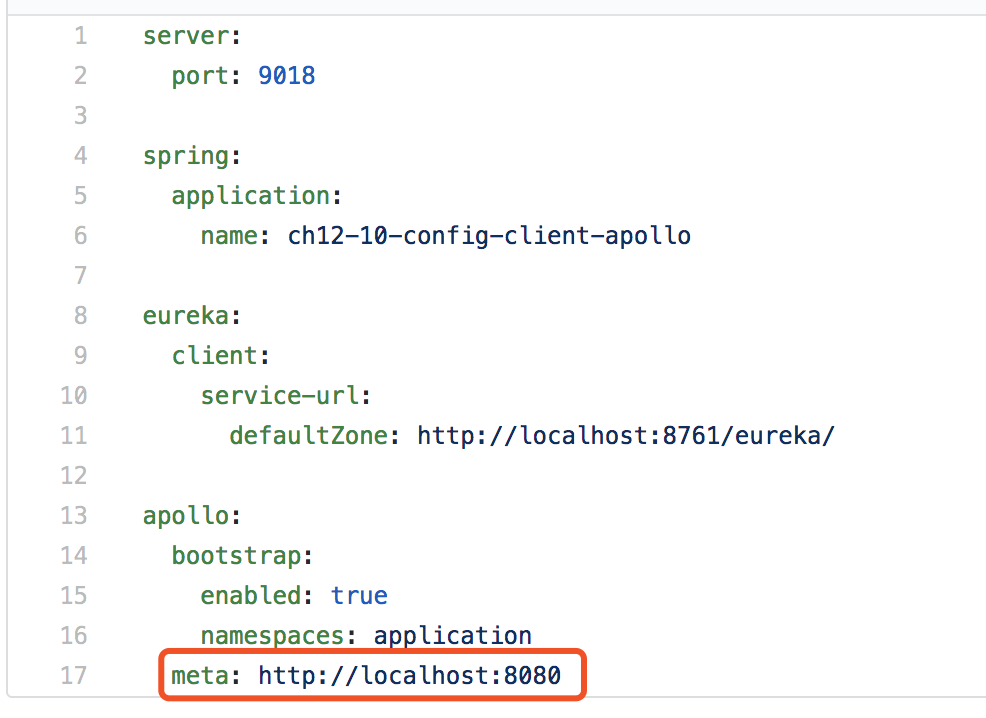 1 server:
2   port: 9018
3
4 spring:
5   application:
6     name: ch12-10-config-client-apollo
7
8 eureka:
9   client:
10     service-url:
11       defaultZone: http://localhost:8761/eureka/
12
13 apollo:
14   bootstrap:
15     enabled: true
16     namespaces: application
17   meta: http://localhost:8080